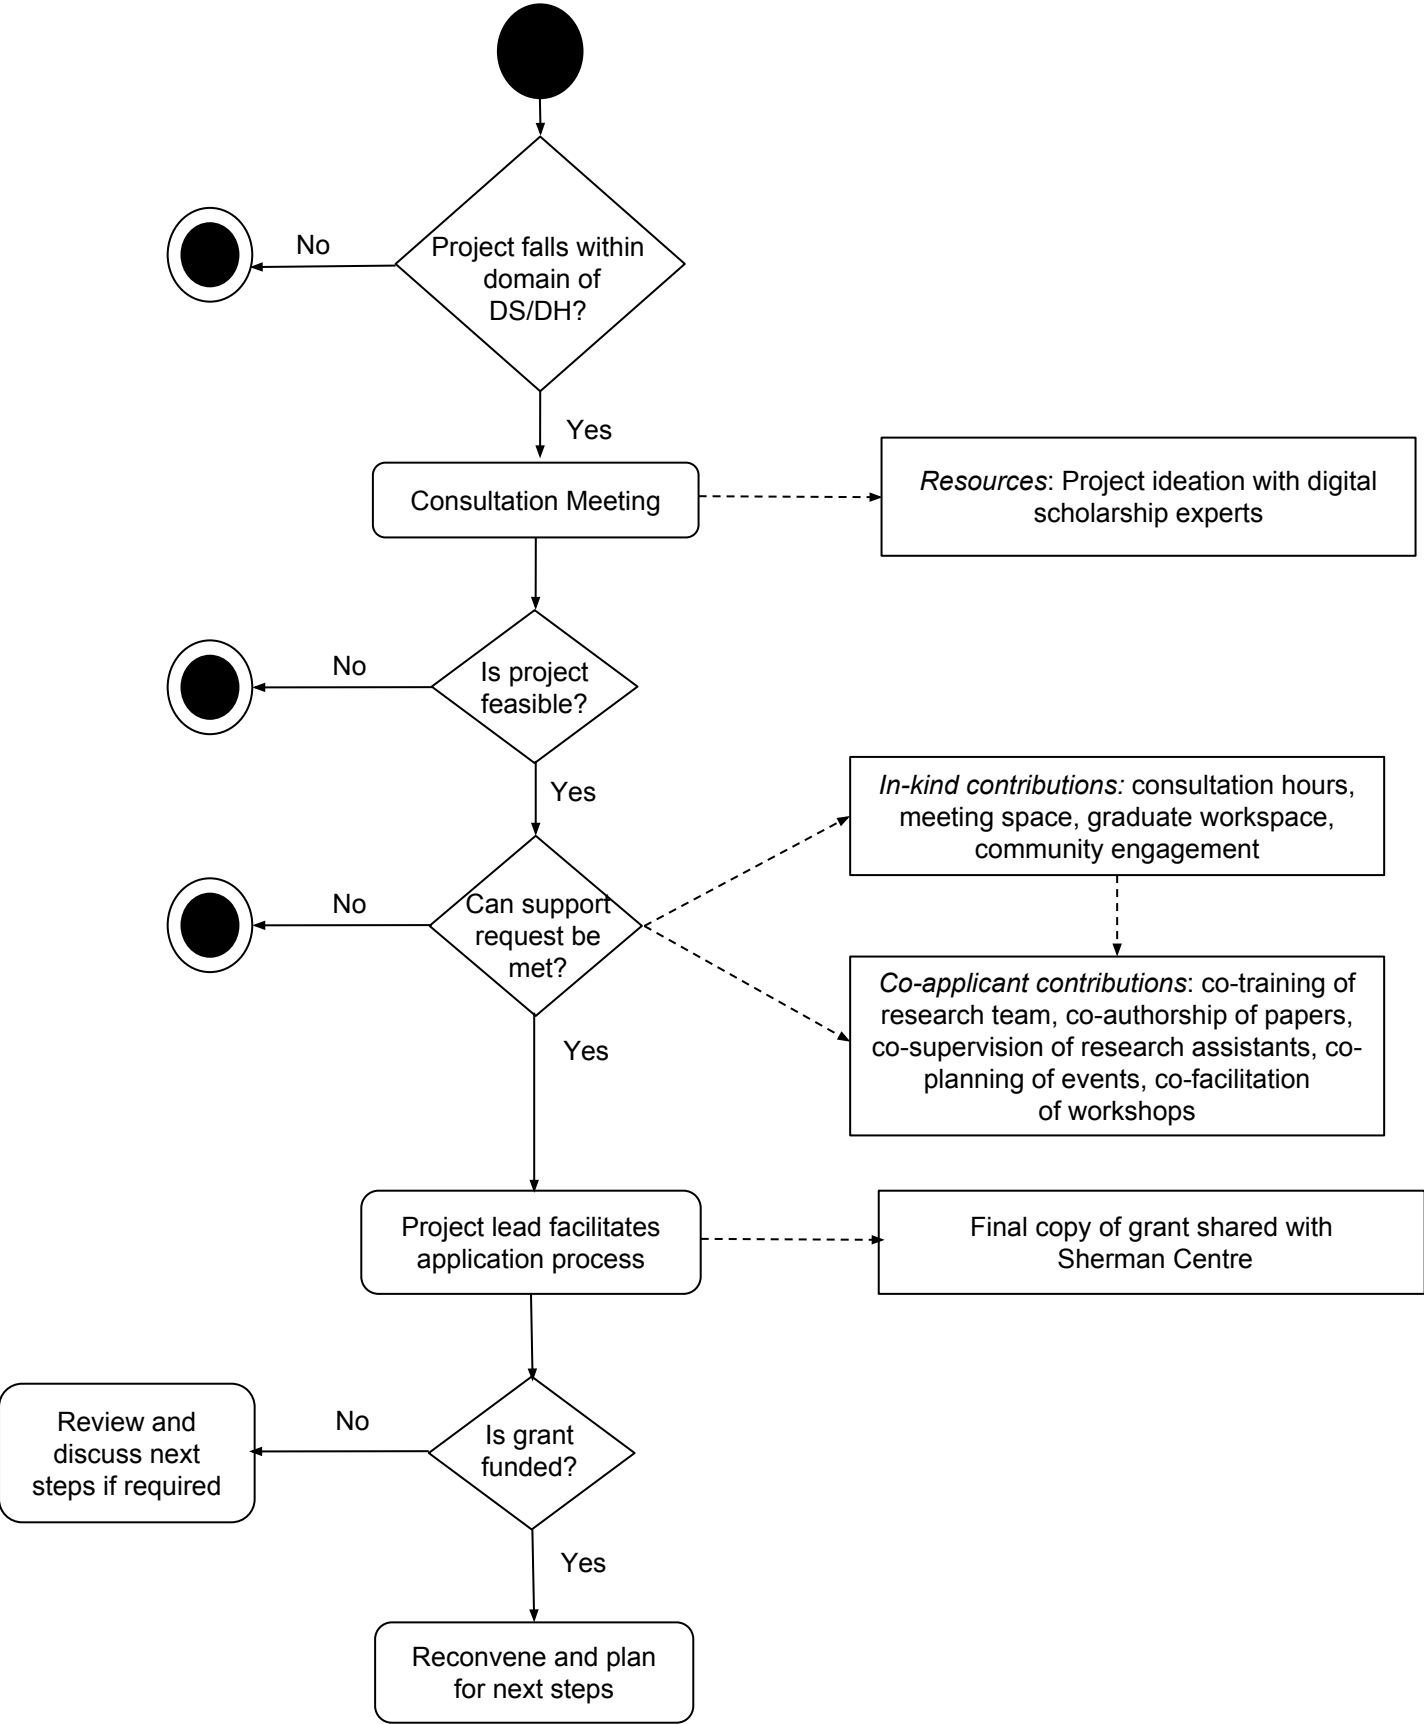 No
Project falls within
domain of
DS/DH?
Yes
Consultation Meeting
Resources: Project ideation with digital
scholarship experts
No
Is project
feasible?
Yes
In-kind contributions: consultation hours,
meeting space, graduate workspace,
community engagement
No
Can support
request be
met?
Co-applicant contributions: co-training of
research team, co-authorship of papers,
co-supervision of research assistants, co-
planning of events, co-facilitation
of workshops
Yes
Project lead facilitates
application process
Final copy of grant shared with
Sherman Centre
Review and
discuss next
steps if required
No
Is grant
funded?
Yes
Reconvene and plan
for next steps